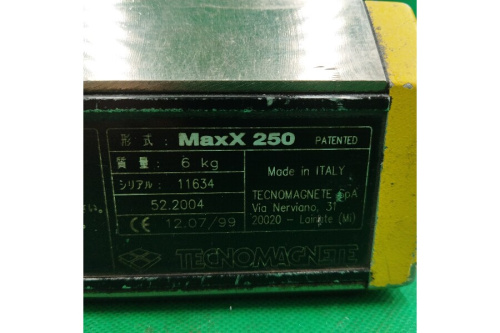 形 式 : MaxX 250 PATENTED
質 量 : 6 kg
シリアル : 11634
52.2004
CE 12.07/99
Made in ITALY
TECNOMAGNETE SpA
Via Nerviano, 31
20020 - Lainate (Mi)
TECNOMAGNETE